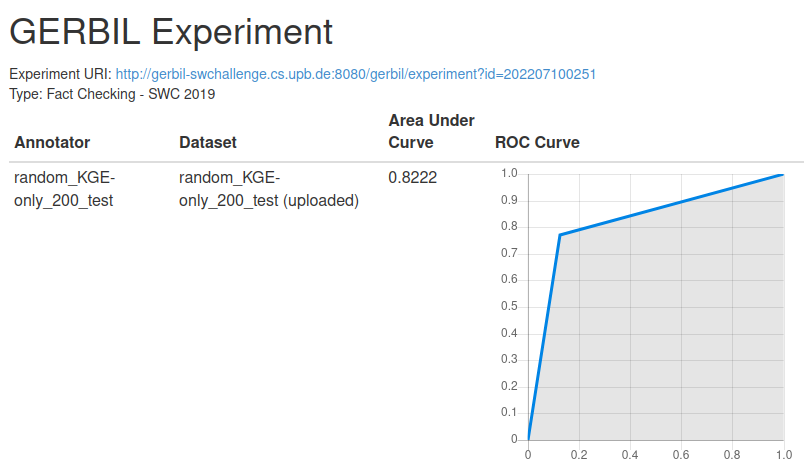 GERBIL Experiment
Experiment URI: http://gerbil-swchallenge.cs.upb.de:8080/gerbil/experiment?id=202207100251
Type: Fact Checking - SWC 2019
Annotator Dataset Area Under Curve ROC Curve
random_KGE-only_200_test random_KGE-only_200_test (uploaded) 0.8222
1.0
0.9
0.8
0.7
0.6
0.5
0.4
0.3
0.2
0.1
0
0 0.2 0.4 0.6 0.8 1.0